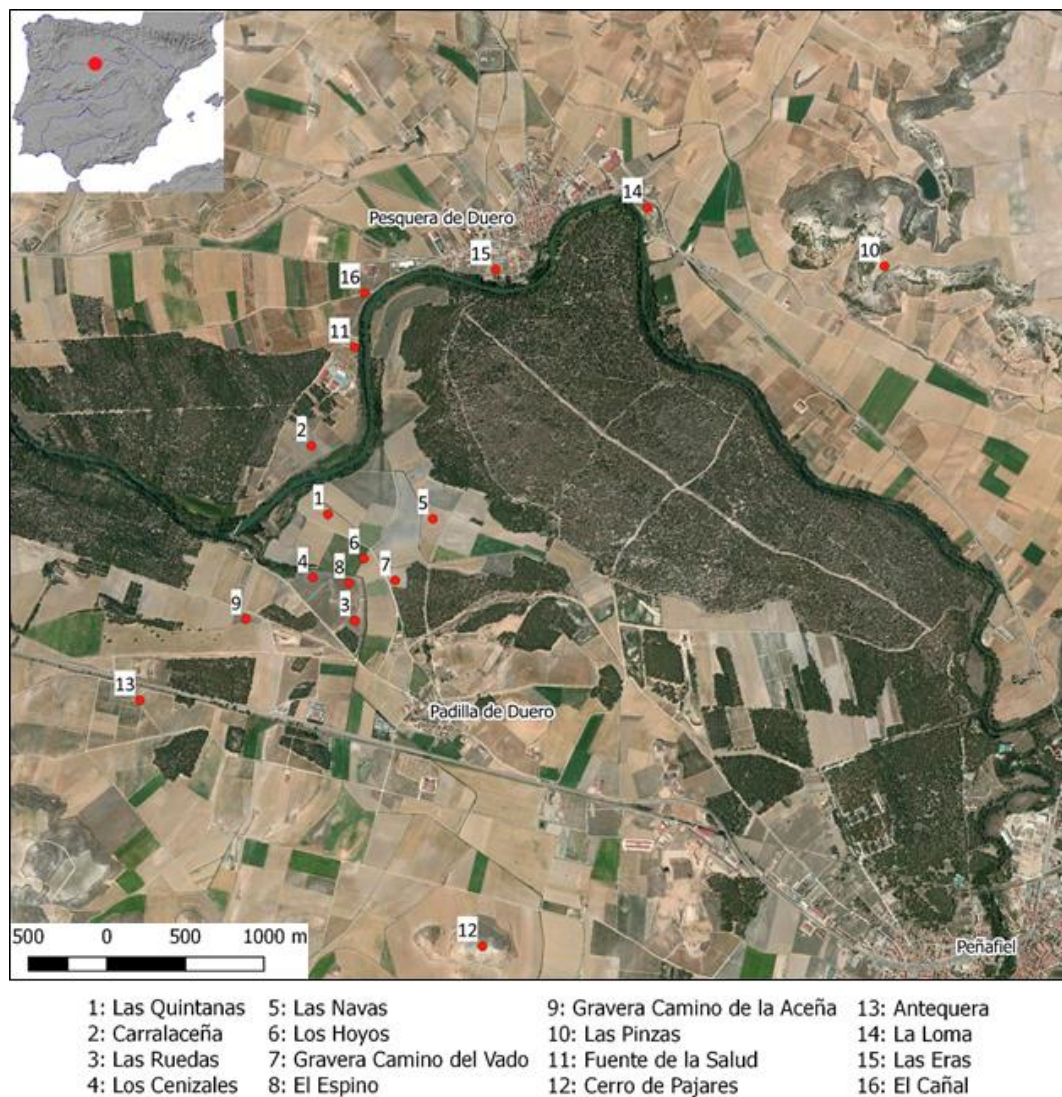 14
Pesquera de Duero
10
15
16
11
2
1
5
6
4
8
7
9
3
13
Padilla de Duero
12
500 0 500 1000 m
Peñafiel
1: Las Quintanas 5: Las Navas 9: Gravera Camino de la Aceña 13: Antequera
2: Carralaceña 6: Los Hoyos 10: Las Pinzas 14: La Loma
3: Las Ruedas 7: Gravera Camino del Vado 11: Fuente de la Salud 15: Las Eras
4: Los Cenizales 8: El Espino 12: Cerro de Pajares 16: El Cañal